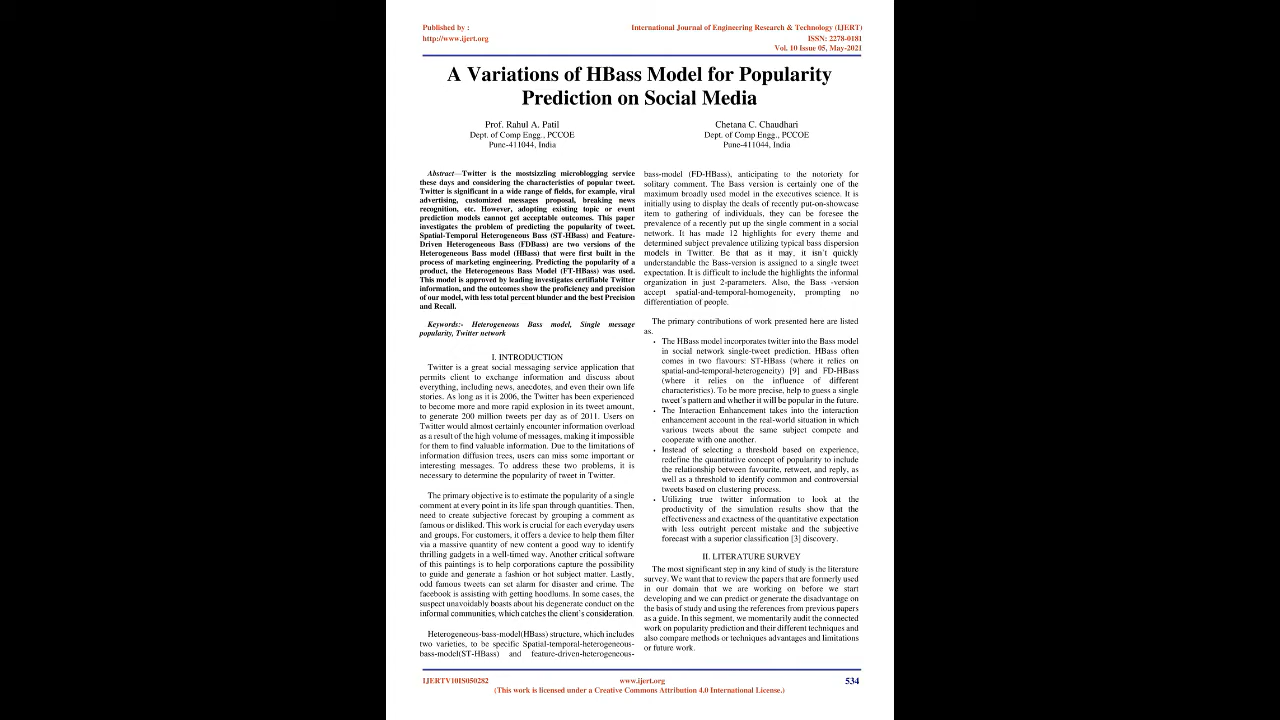 Published by :
http://www.ijert.org
International Journal of Engineering Research & Technology (IJERT)
ISSN: 2278-0181
Vol. 10 Issue 05, May-2021
A Variations of HBass Model for Popularity
Prediction on Social Media
Prof. Rahul A. Patil
Dept. of Comp Engg., PCCOE
Pune-411044, India
Chetana C. Chaudhari
Dept. of Comp Engg., PCCOE
Pune-411044, India
Abstract—Twitter is the mostsizzling microblogging service
these days and considering the characteristics of popular tweet.
Twitter is significant in a wide range of fields, for example, viral
advertising, customized messages proposal, breaking news
recognition, etc. However, adopting existing topic or event
prediction models cannot get acceptable outcomes. This paper
investigates the problem of predicting the popularity of tweet.
Spatial-Temporal Heterogeneous Bass (ST-HBass) and Feature-
Driven Heterogeneous Bass (FDBass) are two versions of the
Heterogeneous Bass model (HBass) that were first built in the
process of marketing engineering. Predicting the popularity of a
product, the Heterogeneous Bass Model (FT-HBass) was used.
This model is approved by leading investigates certifiable Twitter
information, and the outcomes show the proficiency and precision
of our model, with less total percent blunder and the best Precision
and Recall.
Keywords:- Heterogeneous Bass model, Single message
popularity, Twitter network
I. INTRODUCTION
Twitter is a great social messaging service application that
permits client to exchange information and discuss about
everything, including news, anecdotes, and even their own life
stories. As long as it is 2006, the Twitter has been experienced
to become more and more rapid explosion in its tweet amount,
to generate 200 million tweets per day as of 2011. Users on
Twitter would almost certainly encounter information overload
as a result of the high volume of messages, making it impossible
for them to find valuable information. Due to the limitations of
information diffusion trees, users can miss some important or
interesting messages. To address these two problems, it is
necessary to determine the popularity of tweet in Twitter.
The primary objective is to estimate the popularity of a single
comment at every point in its life span through quantities. Then,
need to create subjective forecast by grouping a comment as
famous or disliked. This work is crucial for each everyday users
and groups. For customers, it offers a device to help them filter
via a massive quantity of new content a good way to identify
thrilling gadgets in a well-timed way. Another critical software
of this paintings is to help corporations capture the possibility
to guide and generate a fashion or hot subject matter. Lastly,
odd famous tweets can set alarm for disaster and crime. The
facebook is assisting with getting hoodlums. In some cases, the
suspect unavoidably boasts about his degenerate conduct on the
informal communities, which catches the client's consideration.
Heterogeneous-bass-model(HBass) structure, which includes
two varieties, to be specific Spatial-temporal-heterogeneous-
bass-model(ST-HBass) and feature-driven-heterogeneous-
bass-model (FD-HBass), anticipating to the notoriety for
solitary comment. The Bass version is certainly one of the
maximum broadly used model in the executives science. It is
initially using to display the deals of recently put-on-showcase
item to gathering of individuals, they can be foresee the
prevalence of a recently put up the single comment in a social
network. It has made 12 highlights for every theme and
determined subject prevalence utilizing typical bass dispersion
models in Twitter. Be that as it may, it isn't quickly
understandable the Bass-version is assigned to a single tweet
expectation. It is difficult to include the highlights the informal
organization in just 2-parameters. Also, the Bass -version
accept spatial-and-temporal-homogeneity, prompting no
differentiation of people.
The primary contributions of work presented here are listed
as.
• The HBass model incorporates twitter into the Bass model
in social network single-tweet prediction. HBass often
comes in two flavours: ST-HBass (where it relies on
spatial-and-temporal-heterogeneity) [9] and FD-HBass
(where it relies on the influence of different
characteristics). To be more precise, help to guess a single
tweet's pattern and whether it will be popular in the future.
• The Interaction Enhancement takes into the interaction
enhancement account in the real-world situation in which
various tweets about the same subject compete and
cooperate with one another.
• Instead of selecting a threshold based on experience,
redefine the quantitative concept of popularity to include
the relationship between favourite, retweet, and reply, as
well as a threshold to identify common and controversial
tweets based on clustering process.
• Utilizing true twitter information to look at the
productivity of the simulation results show that the
effectiveness and exactness of the quantitative expectation
with less outright percent mistake and the subjective
forecast with a superior classification [3] discovery.
II. LITERATURE SURVEY
The most significant step in any kind of study is the literature
survey. We want that to review the papers that are formerly used
in our domain that we are working on before we start
developing and we can predict or generate the disadvantage on
the basis of study and using the references from previous papers
as a guide. In this segment, we momentarily audit the connected
work on popularity prediction and their different techniques and
also compare methods or techniques advantages and limitations
or future work.
IJERTV10IS050282
www.ijert.org
534
(This work is licensed under a Creative Commons Attribution 4.0 International License.)